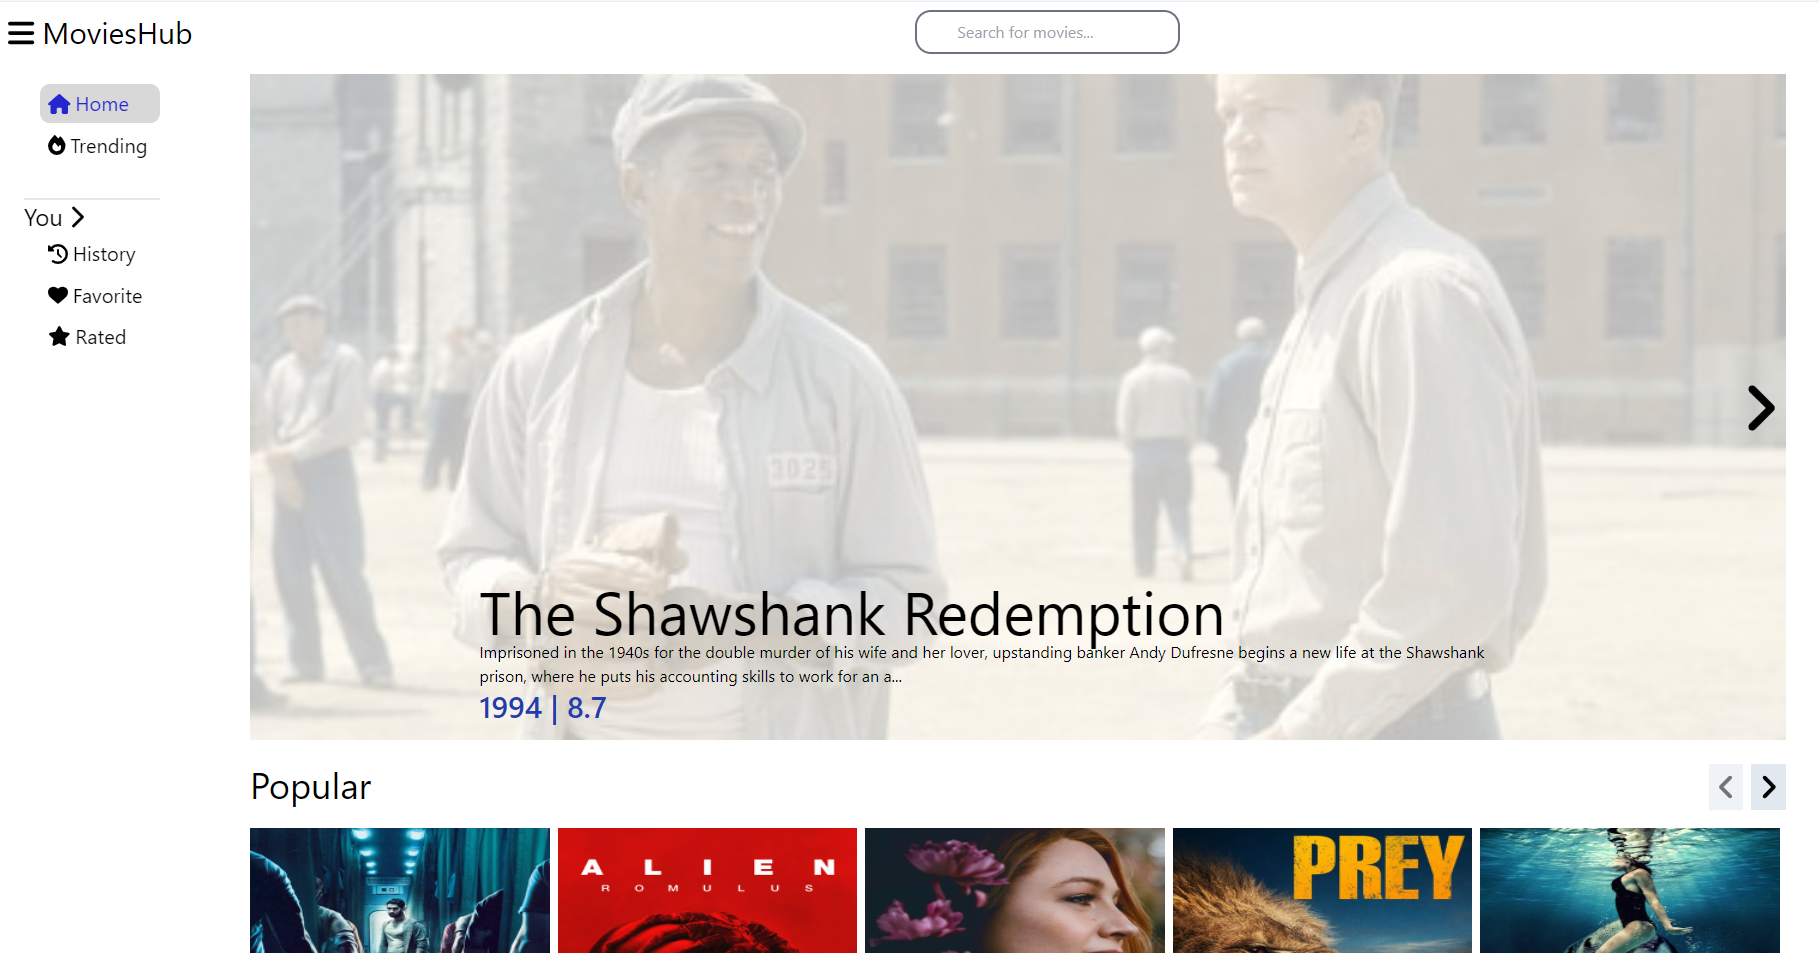 MoviesHub
Search for movies...
Home
Trending
You
History
Favorite
Rated
3025
The Shawshank Redemption
Imprisoned in the 1940s for the double murder of his wife and her lover, upstanding banker Andy Dufresne begins a new life at the Shawshank
prison, where he puts his accounting skills to work for an a...
1994 | 8.7
Popular
ALIEN
ROMULUS
PREY